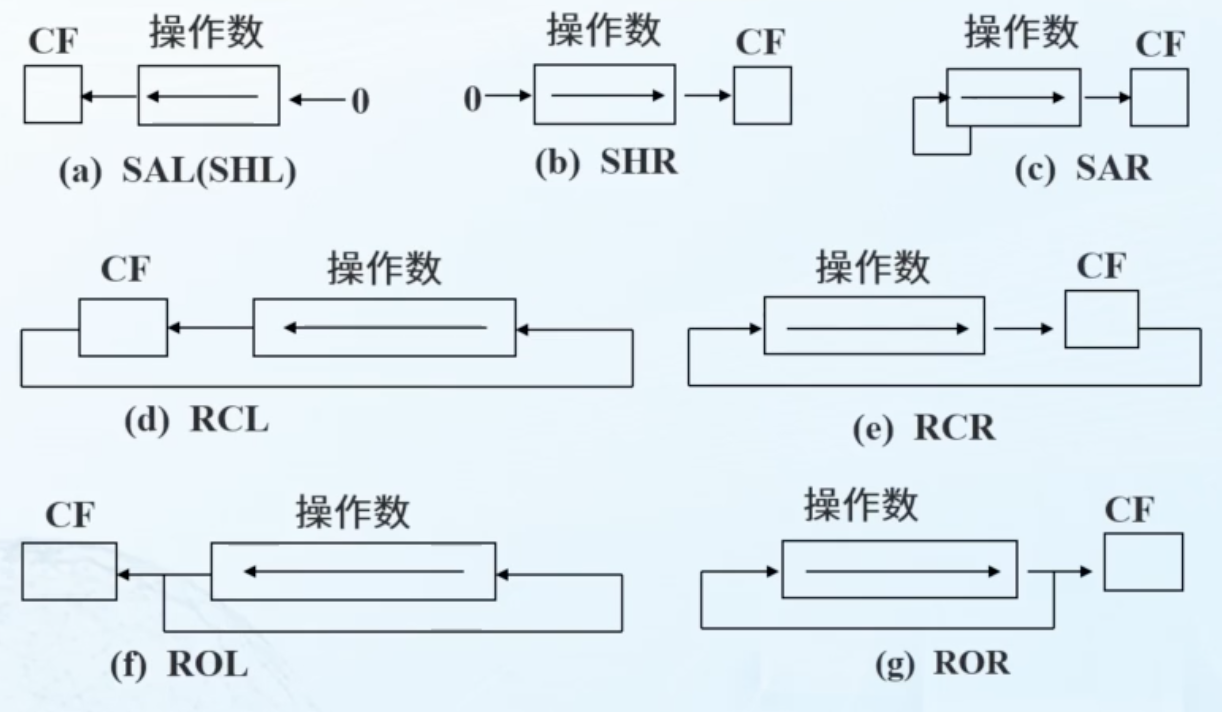 CF 操作数 操作数 CF 操作数 CF
0 0
(a) SAL(SHL) (b) SHR (c) SAR
CF 操作数 操作数 CF
(d) RCL (e) RCR
CF 操作数 操作数 CF
(f) ROL (g) ROR